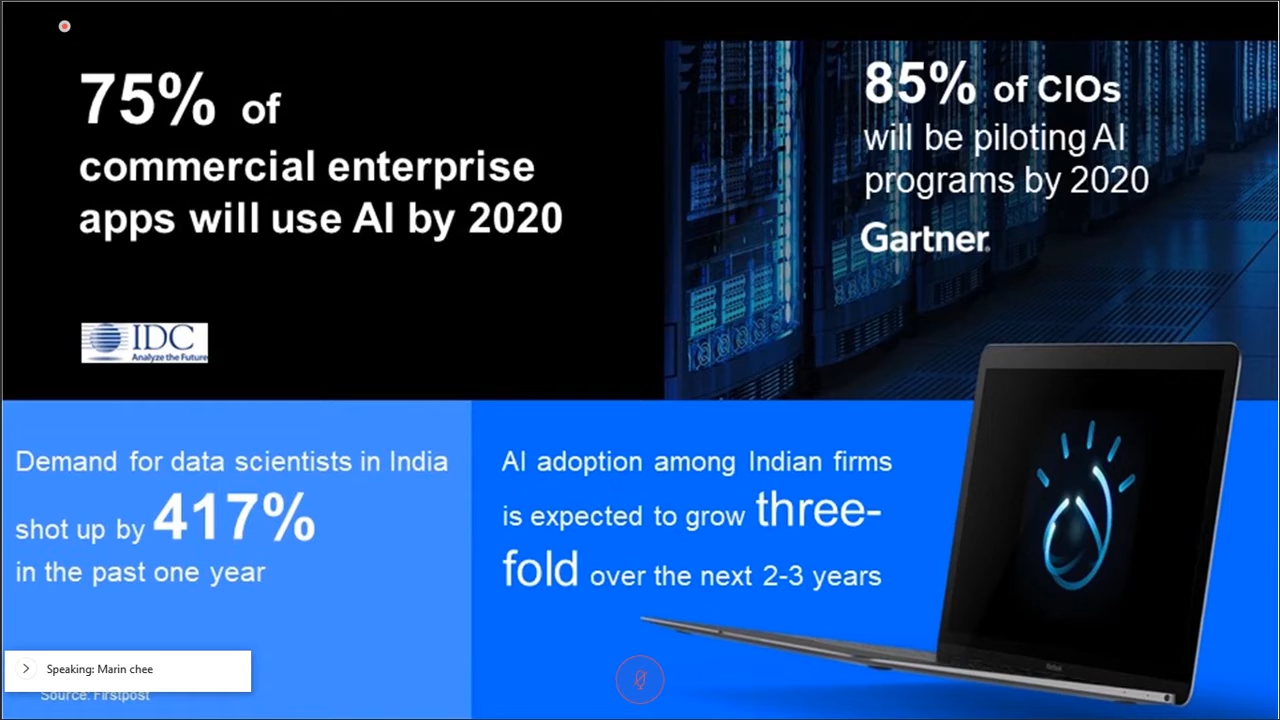 75% of
commercial enterprise
apps will use AI by 2020
IDC
Analyze the Future
85% of CIOs
will be piloting AI
programs by 2020
Gartner
Demand for data scientists in India
shot up by 417%
in the past one year
AI adoption among Indian firms
is expected to grow three-
fold over the next 2-3 years
Speaking: Marin chee
Source: Firstpost